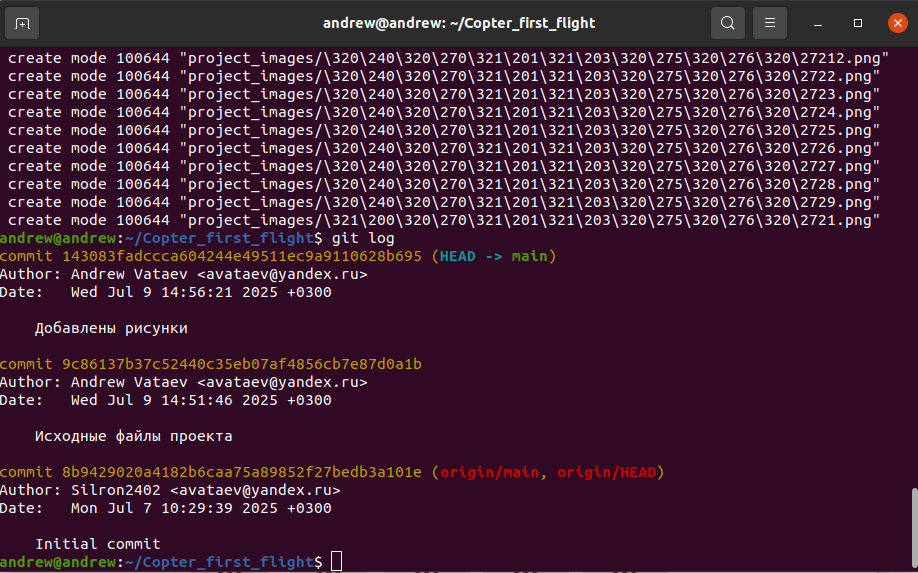 andrew@andrew: ~/Copter_first_flight
create mode 100644 "project_images/\320\240\320\270\321\201\321\203\320\275\320\276\320\27212.png"
create mode 100644 "project_images/\320\240\320\270\321\201\321\203\320\275\320\276\320\2722.png"
create mode 100644 "project_images/\320\240\320\270\321\201\321\203\320\275\320\276\320\2723.png"
create mode 100644 "project_images/\320\240\320\270\321\201\321\203\320\275\320\276\320\2724.png"
create mode 100644 "project_images/\320\240\320\270\321\201\321\203\320\275\320\276\320\2725.png"
create mode 100644 "project_images/\320\240\320\270\321\201\321\203\320\275\320\276\320\2726.png"
create mode 100644 "project_images/\320\240\320\270\321\201\321\203\320\275\320\276\320\2727.png"
create mode 100644 "project_images/\320\240\320\270\321\201\321\203\320\275\320\276\320\2728.png"
create mode 100644 "project_images/\320\240\320\270\321\201\321\203\320\275\320\276\320\2729.png"
create mode 100644 "project_images/\321\200\320\270\321\201\321\203\320\275\320\276\320\2721.png"
andrew@andrew:~/Copter_first_flight$ git log
commit 143083fadccca604244e49511ec9a9110628b695 (HEAD -> main)
Author: Andrew Vataev <avataev@yandex.ru>
Date:   Wed Jul 9 14:56:21 2025 +0300
Добавлены рисунки
commit 9c86137b37c52440c35eb07af4856cb7e87d0a1b
Author: Andrew Vataev <avataev@yandex.ru>
Date:   Wed Jul 9 14:51:46 2025 +0300
Исходные файлы проекта
commit 8b9429020a4182b6caa75a89852f27bedb3a101e (origin/main, origin/HEAD)
Author: Silron2402 <avataev@yandex.ru>
Date:   Mon Jul 7 10:29:39 2025 +0300
Initial commit
andrew@andrew:~/Copter_first_flight$